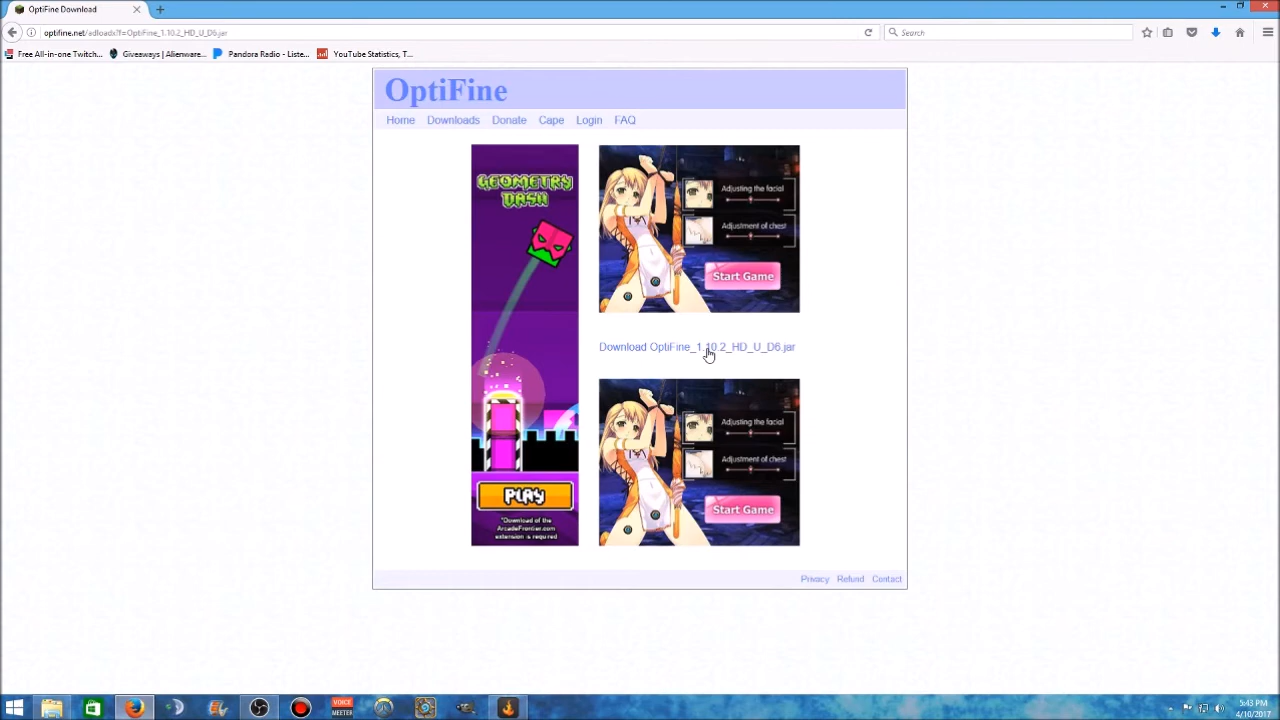 OptiFine Download
optifine.net/adloadx?f=OptiFine_1.10.2_HD_U_D6.jar
Search
Free All-in-one Twitch...
Giveaways | Alienware...
Pandora Radio - Liste...
YouTube Statistics, T...
OptiFine
Home Downloads Donate Cape Login FAQ
GEOMETRY
DASH
PLAY
*Download of the
ArcadeFrontier.com
extension is required
Adjusting the facial
Adjustment of chest
Start Game
Download OptiFine_1.10.2_HD_U_D6.jar
Adjusting the facial
Adjustment of chest
Start Game
Privacy Refund Contact
VOICE
MEETER
5:43 PM
4/10/2017